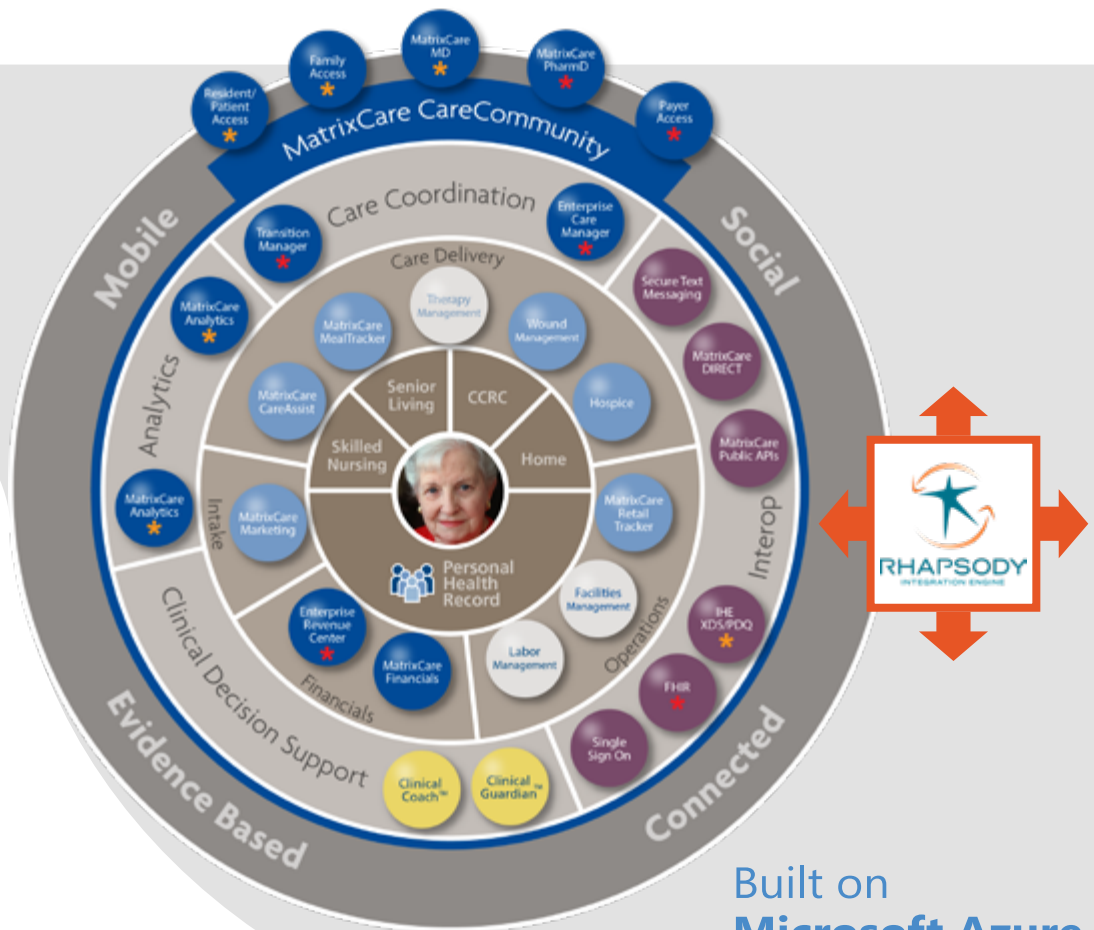 MatrixCare
MD
Family
Access
MatrixCare
PharmD
Resident/
Patient
Access
Payer
Access
MatrixCare CareCommunity
Mobile
Social
Care Coordination
Transition
Manager
Enterprise
Care
Manager
Care Delivery
Secure Text
Messaging
MatrixCare
Analytics
MatrixCare
MealTracker
Therapy
Management
Wound
Management
MatrixCare
DIRECT
Analytics
MatrixCare
CareAssist
Senior
Living
CCRC
Hospice
MatrixCare
Public APIs
Skilled
Nursing
Home
MatrixCare
Analytics
Intake
MatrixCare
Marketing
MatrixCare
Retail
Tracker
Interop
RHAPSODY
INTEGRATION ENGINE
Personal
Health
Record
Facilities
Management
Enterprise
Revenue
Center
IHE
XDS/PDQ
Operations
Labor
Management
MatrixCare
Financials
Financials
FHIR
Clinical Decision Support
Single
Sign On
Clinical
Coach™
Clinical
Guardian™
Evidence Based
Connected
Built on
Microsoft Azure